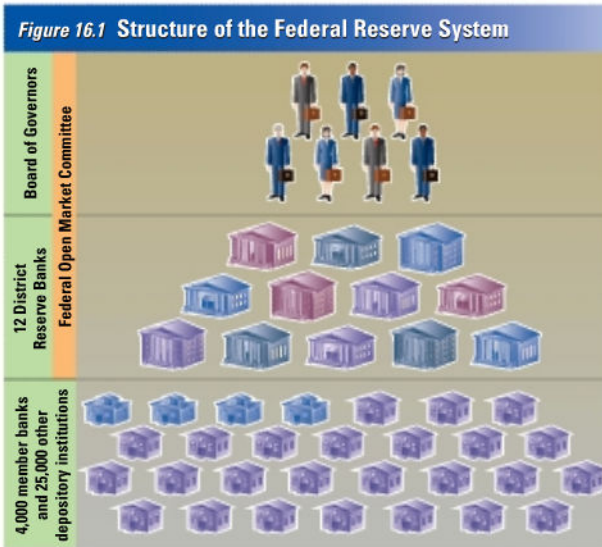 Figure 16.1 Structure of the Federal Reserve System
Board of Governors
Federal Open Market Committee
12 District
Reserve Banks
4,000 member banks
and 25,000 other
depository institutions